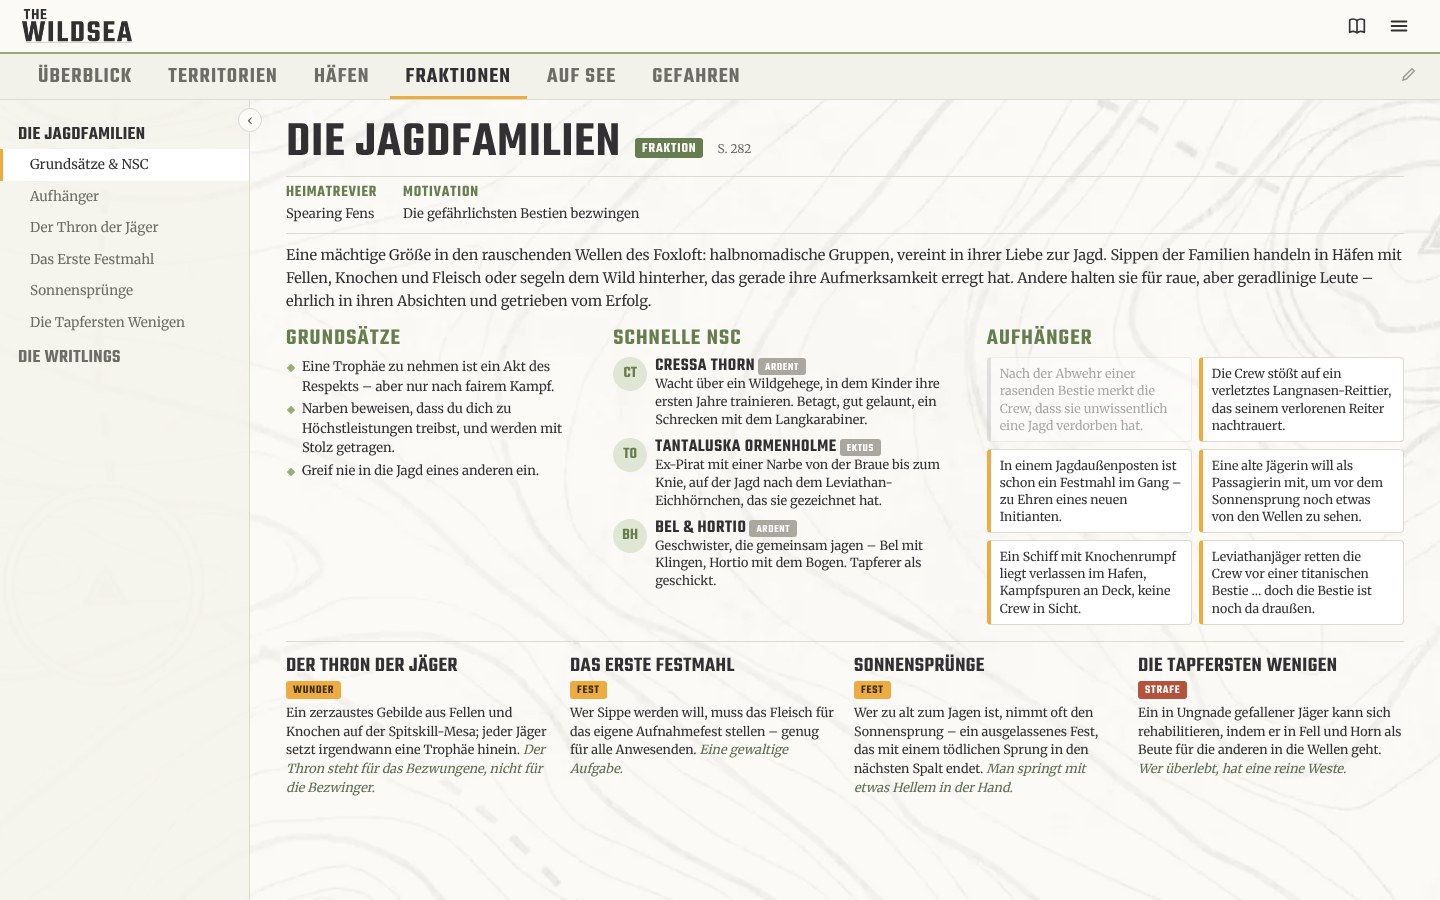 THE
WILDSEA
ÜBERBLICK
TERRITORIEN
HÄFEN
FRAKTIONEN
AUF SEE
GEFAHREN
DIE JAGDFAMILIEN
Grundsätze & NSC
Aufhänger
Der Thron der Jäger
Das Erste Festmahl
Sonnensprünge
Die Tapfersten Wenigen
DIE WRITLINGS
DIE JAGDFAMILIEN
FRAKTION
S. 282
HEIMATREVIER
Spearing Fens
MOTIVATION
Die gefährlichsten Bestien bezwingen
Eine mächtige Größe in den rauschenden Wellen des Foxloft: halbnomadische Gruppen, vereint in ihrer Liebe zur Jagd. Sippen der Familien handeln in Häfen mit
Fellen, Knochen und Fleisch oder segeln dem Wild hinterher, das gerade ihre Aufmerksamkeit erregt hat. Andere halten sie für raue, aber geradlinige Leute –
ehrlich in ihren Absichten und getrieben vom Erfolg.
GRUNDSÄTZE
Eine Trophäe zu nehmen ist ein Akt des
Respekts – aber nur nach fairem Kampf.
Narben beweisen, dass du dich zu
Höchstleistungen treibst, und werden mit
Stolz getragen.
Greif nie in die Jagd eines anderen ein.
SCHNELLE NSC
CT
CRESSA THORN
ARDENT
Wacht über ein Wildgehege, in dem Kinder ihre
ersten Jahre trainieren. Betagt, gut gelaunt, ein
Schrecken mit dem Langkarabiner.
TO
TANTALUSKA ORMENHOLME
EKTUS
Ex-Pirat mit einer Narbe von der Braue bis zum
Knie, auf der Jagd nach dem Leviathan-
Eichhörnchen, das sie gezeichnet hat.
BH
BEL & HORTIO
ARDENT
Geschwister, die gemeinsam jagen – Bel mit
Klingen, Hortio mit dem Bogen. Tapferer als
geschickt.
AUFHÄNGER
Nach der Abwehr einer
rasenden Bestie merkt die
Crew, dass sie unwissentlich
eine Jagd verdorben hat.
Die Crew stößt auf ein
verletztes Langnasen-Reittier,
das seinem verlorenen Reiter
nachtrauert.
In einem Jagdaußenposten ist
schon ein Festmahl im Gang –
zu Ehren eines neuen
Initianten.
Eine alte Jägerin will als
Passagierin mit, um vor dem
Sonnensprung noch etwas
von den Wellen zu sehen.
Ein Schiff mit Knochenrumpf
liegt verlassen im Hafen,
Kampfspuren an Deck, keine
Crew in Sicht.
Leviathanjäger retten die
Crew vor einer titanischen
Bestie … doch die Bestie ist
noch da draußen.
DER THRON DER JÄGER
WUNDER
Ein zerzaustes Gebilde aus Fellen und
Knochen auf der Spitskill-Mesa; jeder Jäger
setzt irgendwann eine Trophäe hinein. Der
Thron steht für das Bezwungene, nicht für
die Bezwinger.
DAS ERSTE FESTMAHL
FEST
Wer Sippe werden will, muss das Fleisch für
das eigene Aufnahmefest stellen – genug
für alle Anwesenden. Eine gewaltige
Aufgabe.
SONNENSPRÜNGE
FEST
Wer zu alt zum Jagen ist, nimmt oft den
Sonnensprung – ein ausgelassenes Fest,
das mit einem tödlichen Sprung in den
nächsten Spalt endet. Man springt mit
etwas Hellem in der Hand.
DIE TAPFERSTEN WENIGEN
STRAFE
Ein in Ungnade gefallener Jäger kann sich
rehabilitieren, indem er in Fell und Horn als
Beute für die anderen in die Wellen geht.
Wer überlebt, hat eine reine Weste.